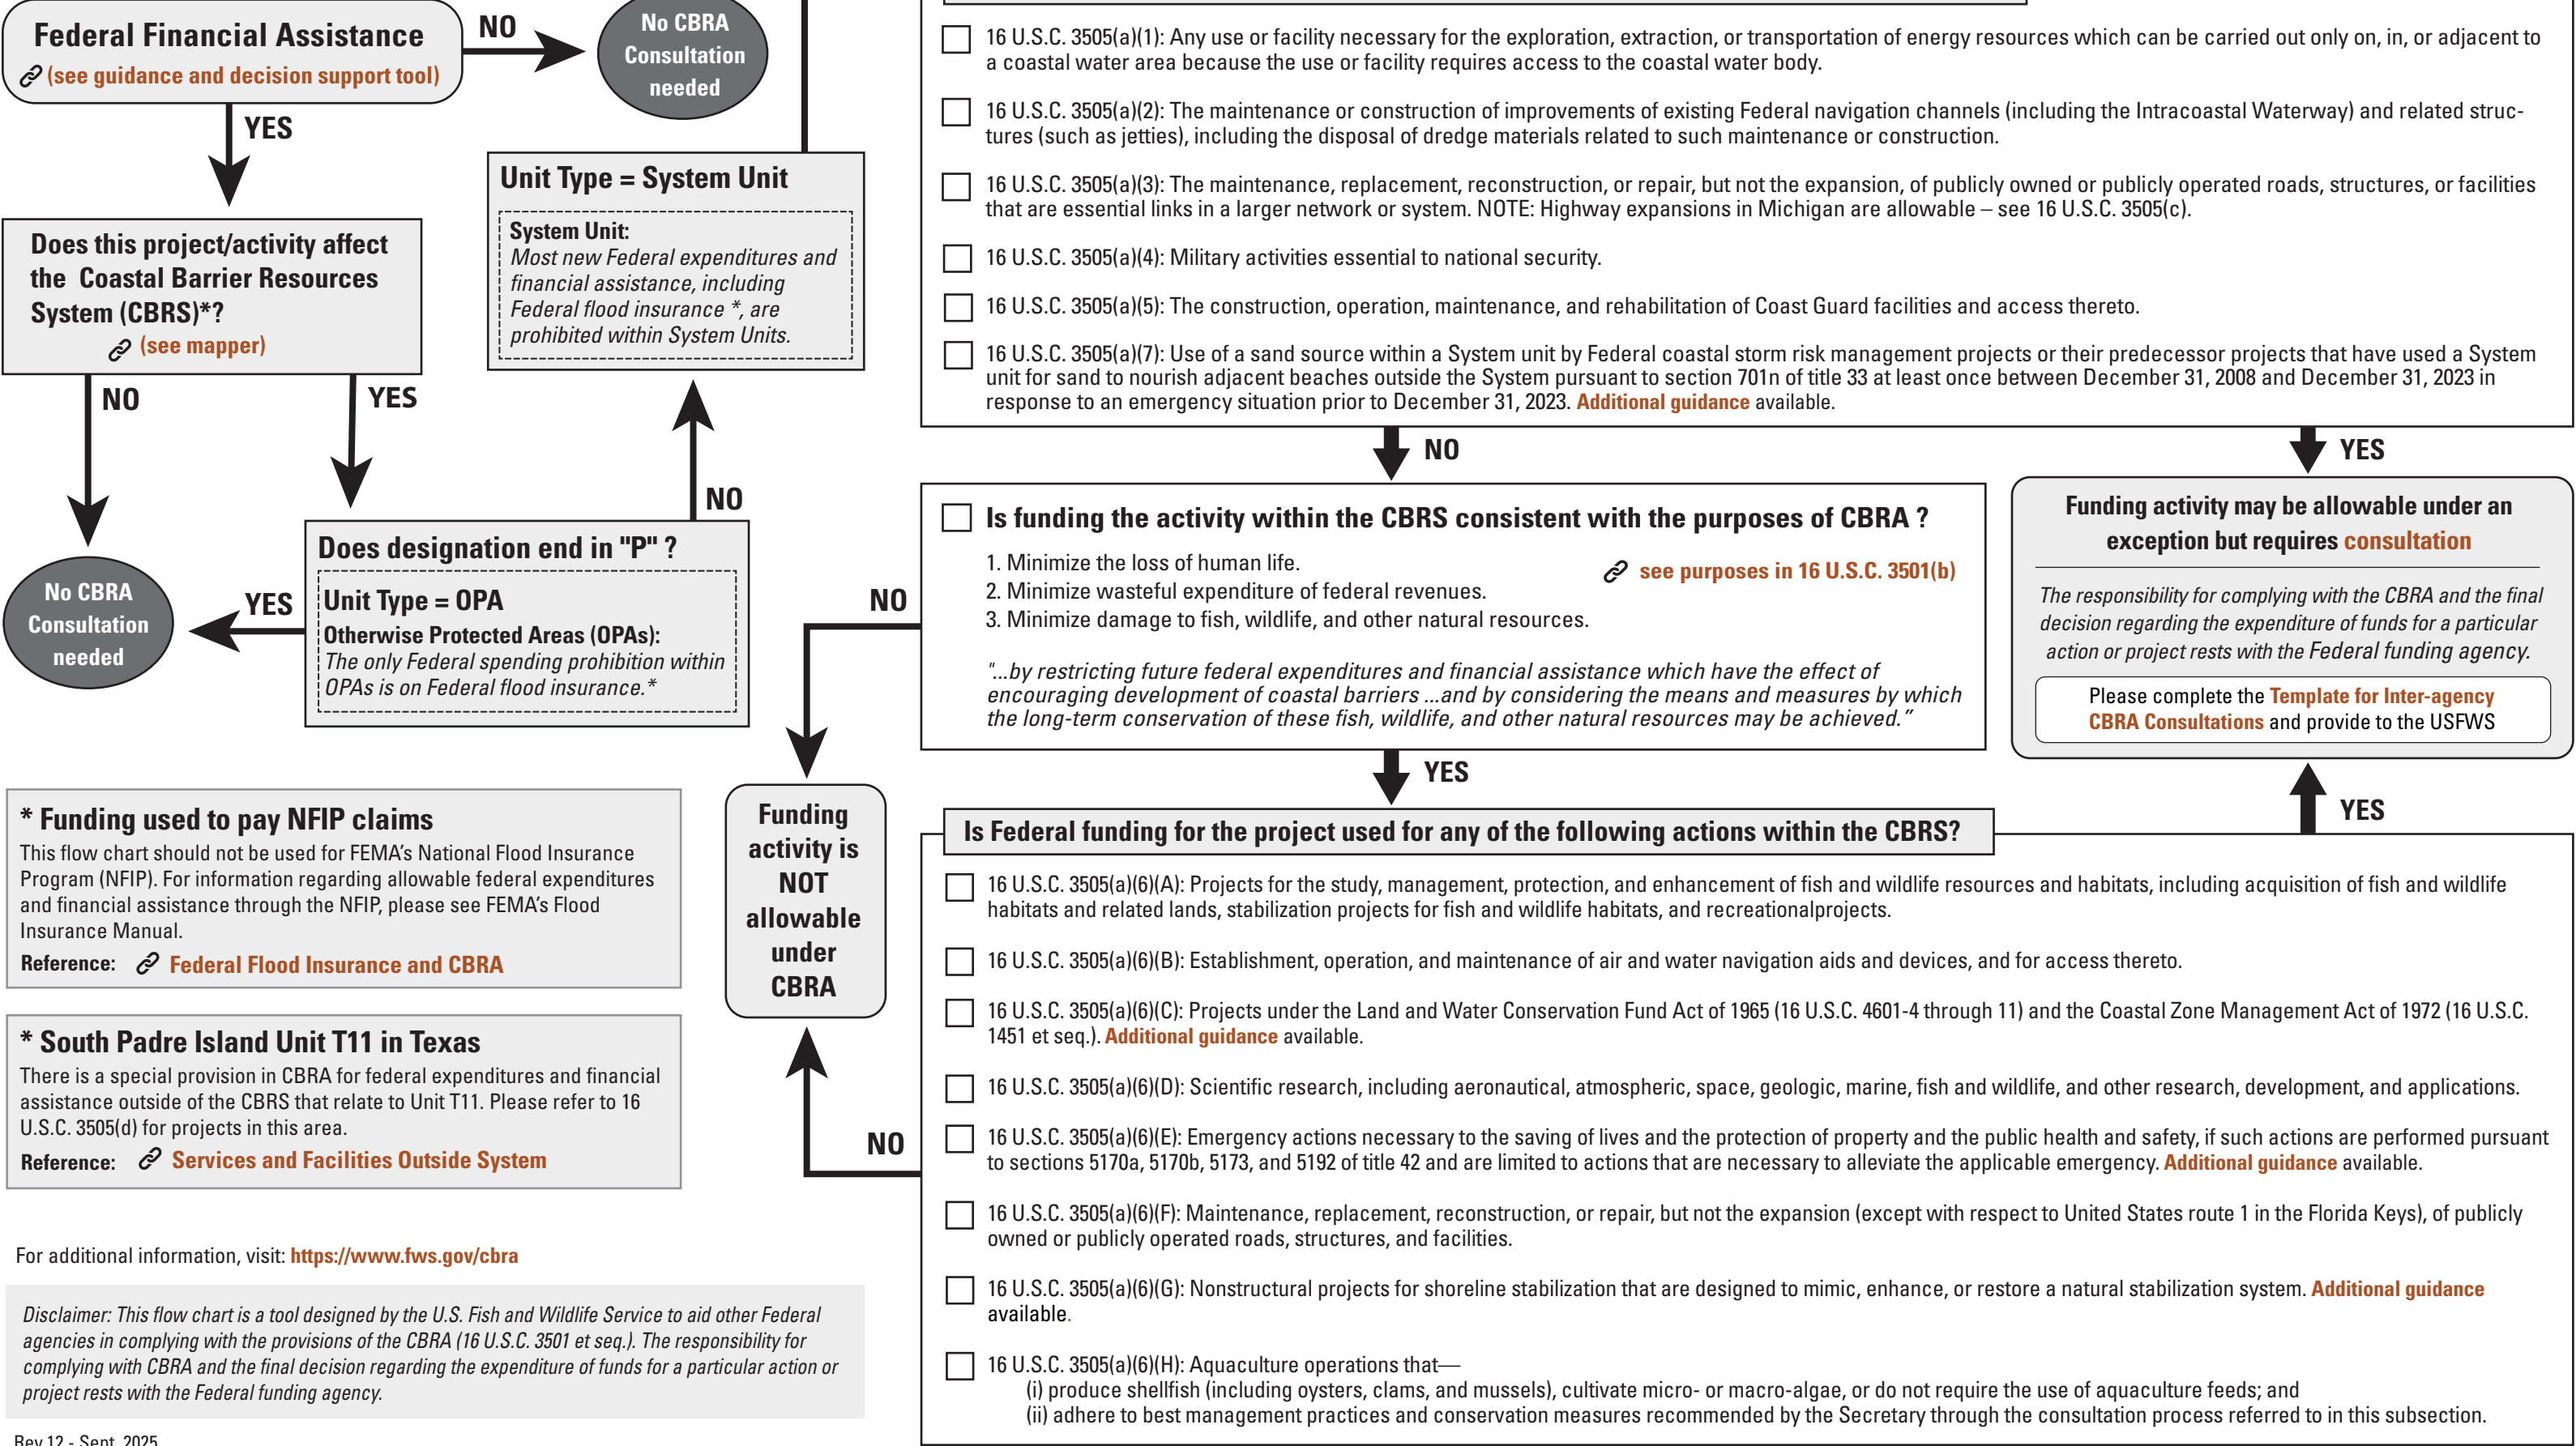 Federal Financial Assistance
(see guidance and decision support tool)
NO
No CBRA
Consultation
needed
YES
Does this project/activity affect
the Coastal Barrier Resources
System (CBRS)*?
(see mapper)
NO
YES
Unit Type = System Unit
System Unit:
Most new Federal expenditures and
financial assistance, including
Federal flood insurance *, are
prohibited within System Units.
NO
Does designation end in "P" ?
Unit Type = OPA
Otherwise Protected Areas (OPAs):
The only Federal spending prohibition within
OPAs is on Federal flood insurance.*
YES
No CBRA
Consultation
needed
* Funding used to pay NFIP claims
This flow chart should not be used for FEMA's National Flood Insurance
Program (NFIP). For information regarding allowable federal expenditures
and financial assistance through the NFIP, please see FEMA's Flood
Insurance Manual.
Reference: Federal Flood Insurance and CBRA
* South Padre Island Unit T11 in Texas
There is a special provision in CBRA for federal expenditures and financial
assistance outside of the CBRS that relate to Unit T11. Please refer to 16
U.S.C. 3505(d) for projects in this area.
Reference: Services and Facilities Outside System
For additional information, visit: https://www.fws.gov/cbra
Disclaimer: This flow chart is a tool designed by the U.S. Fish and Wildlife Service to aid other Federal
agencies in complying with the provisions of the CBRA (16 U.S.C. 3501 et seq.). The responsibility for
complying with CBRA and the final decision regarding the expenditure of funds for a particular action or
project rests with the Federal funding agency.
Rev 12 - Sept. 2025
16 U.S.C. 3505(a)(1): Any use or facility necessary for the exploration, extraction, or transportation of energy resources which can be carried out only on, in, or adjacent to
a coastal water area because the use or facility requires access to the coastal water body.
16 U.S.C. 3505(a)(2): The maintenance or construction of improvements of existing Federal navigation channels (including the Intracoastal Waterway) and related struc-
tures (such as jetties), including the disposal of dredge materials related to such maintenance or construction.
16 U.S.C. 3505(a)(3): The maintenance, replacement, reconstruction, or repair, but not the expansion, of publicly owned or publicly operated roads, structures, or facilities
that are essential links in a larger network or system. NOTE: Highway expansions in Michigan are allowable – see 16 U.S.C. 3505(c).
16 U.S.C. 3505(a)(4): Military activities essential to national security.
16 U.S.C. 3505(a)(5): The construction, operation, maintenance, and rehabilitation of Coast Guard facilities and access thereto.
16 U.S.C. 3505(a)(7): Use of a sand source within a System unit by Federal coastal storm risk management projects or their predecessor projects that have used a System
unit for sand to nourish adjacent beaches outside the System pursuant to section 701n of title 33 at least once between December 31, 2008 and December 31, 2023 in
response to an emergency situation prior to December 31, 2023. Additional guidance available.
NO
YES
Is funding the activity within the CBRS consistent with the purposes of CBRA ?
1. Minimize the loss of human life.
2. Minimize wasteful expenditure of federal revenues.
3. Minimize damage to fish, wildlife, and other natural resources.
see purposes in 16 U.S.C. 3501(b)
"...by restricting future federal expenditures and financial assistance which have the effect of
encouraging development of coastal barriers ...and by considering the means and measures by which
the long-term conservation of these fish, wildlife, and other natural resources may be achieved.”
NO
YES
Funding activity may be allowable under an
exception but requires consultation
The responsibility for complying with the CBRA and the final
decision regarding the expenditure of funds for a particular
action or project rests with the Federal funding agency.
Please complete the Template for Inter-agency
CBRA Consultations and provide to the USFWS
YES
Funding
activity is
NOT
allowable
under
CBRA
NO
Is Federal funding for the project used for any of the following actions within the CBRS?
16 U.S.C. 3505(a)(6)(A): Projects for the study, management, protection, and enhancement of fish and wildlife resources and habitats, including acquisition of fish and wildlife
habitats and related lands, stabilization projects for fish and wildlife habitats, and recreationalprojects.
16 U.S.C. 3505(a)(6)(B): Establishment, operation, and maintenance of air and water navigation aids and devices, and for access thereto.
16 U.S.C. 3505(a)(6)(C): Projects under the Land and Water Conservation Fund Act of 1965 (16 U.S.C. 4601-4 through 11) and the Coastal Zone Management Act of 1972 (16 U.S.C.
1451 et seq.). Additional guidance available.
16 U.S.C. 3505(a)(6)(D): Scientific research, including aeronautical, atmospheric, space, geologic, marine, fish and wildlife, and other research, development, and applications.
16 U.S.C. 3505(a)(6)(E): Emergency actions necessary to the saving of lives and the protection of property and the public health and safety, if such actions are performed pursuant
to sections 5170a, 5170b, 5173, and 5192 of title 42 and are limited to actions that are necessary to alleviate the applicable emergency. Additional guidance available.
16 U.S.C. 3505(a)(6)(F): Maintenance, replacement, reconstruction, or repair, but not the expansion (except with respect to United States route 1 in the Florida Keys), of publicly
owned or publicly operated roads, structures, and facilities.
16 U.S.C. 3505(a)(6)(G): Nonstructural projects for shoreline stabilization that are designed to mimic, enhance, or restore a natural stabilization system. Additional guidance
available.
16 U.S.C. 3505(a)(6)(H): Aquaculture operations that—
(i) produce shellfish (including oysters, clams, and mussels), cultivate micro- or macro-algae, or do not require the use of aquaculture feeds; and
(ii) adhere to best management practices and conservation measures recommended by the Secretary through the consultation process referred to in this subsection.